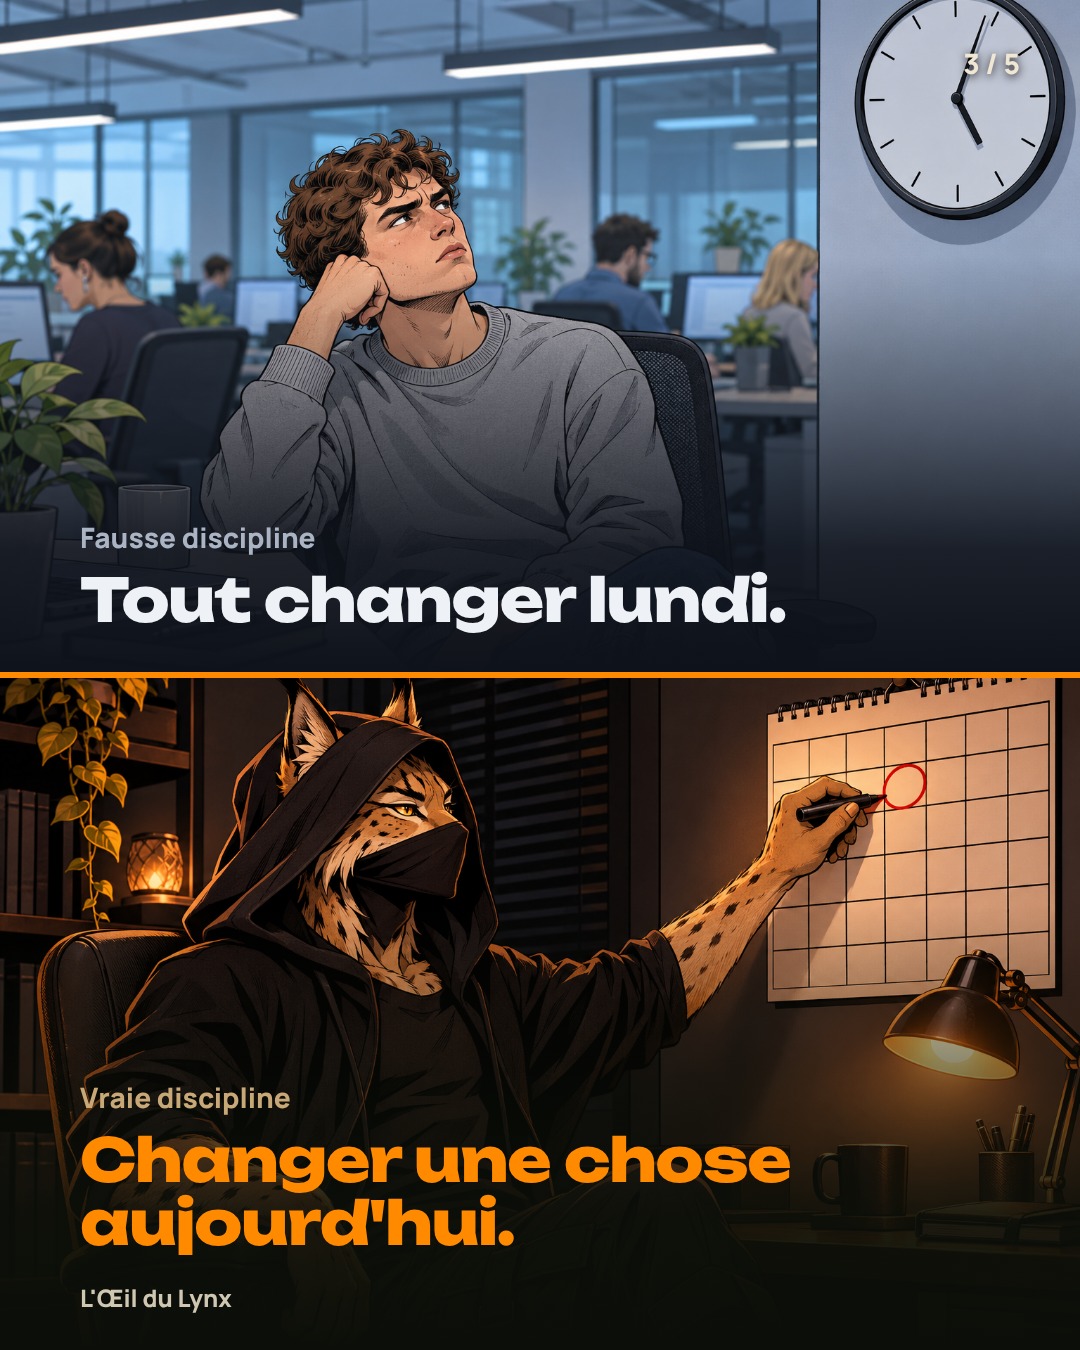 3 / 5
Fausse discipline
Tout changer lundi.
Vraie discipline
Changer une chose
aujourd'hui.
L'Œil du Lynx